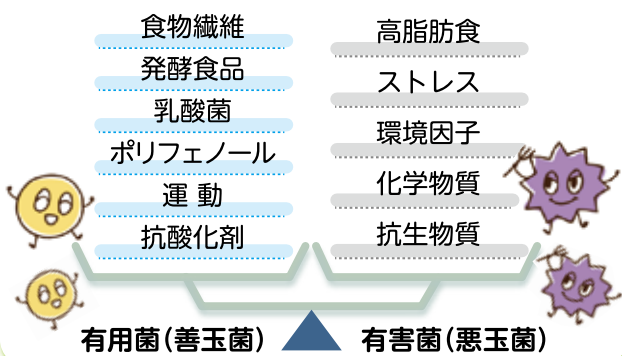 食物繊維
発酵食品
乳酸菌
ポリフェノール
運 動
抗酸化剤
高脂肪食
ストレス
環境因子
化学物質
抗生物質
有用菌(善玉菌)
有害菌(悪玉菌)